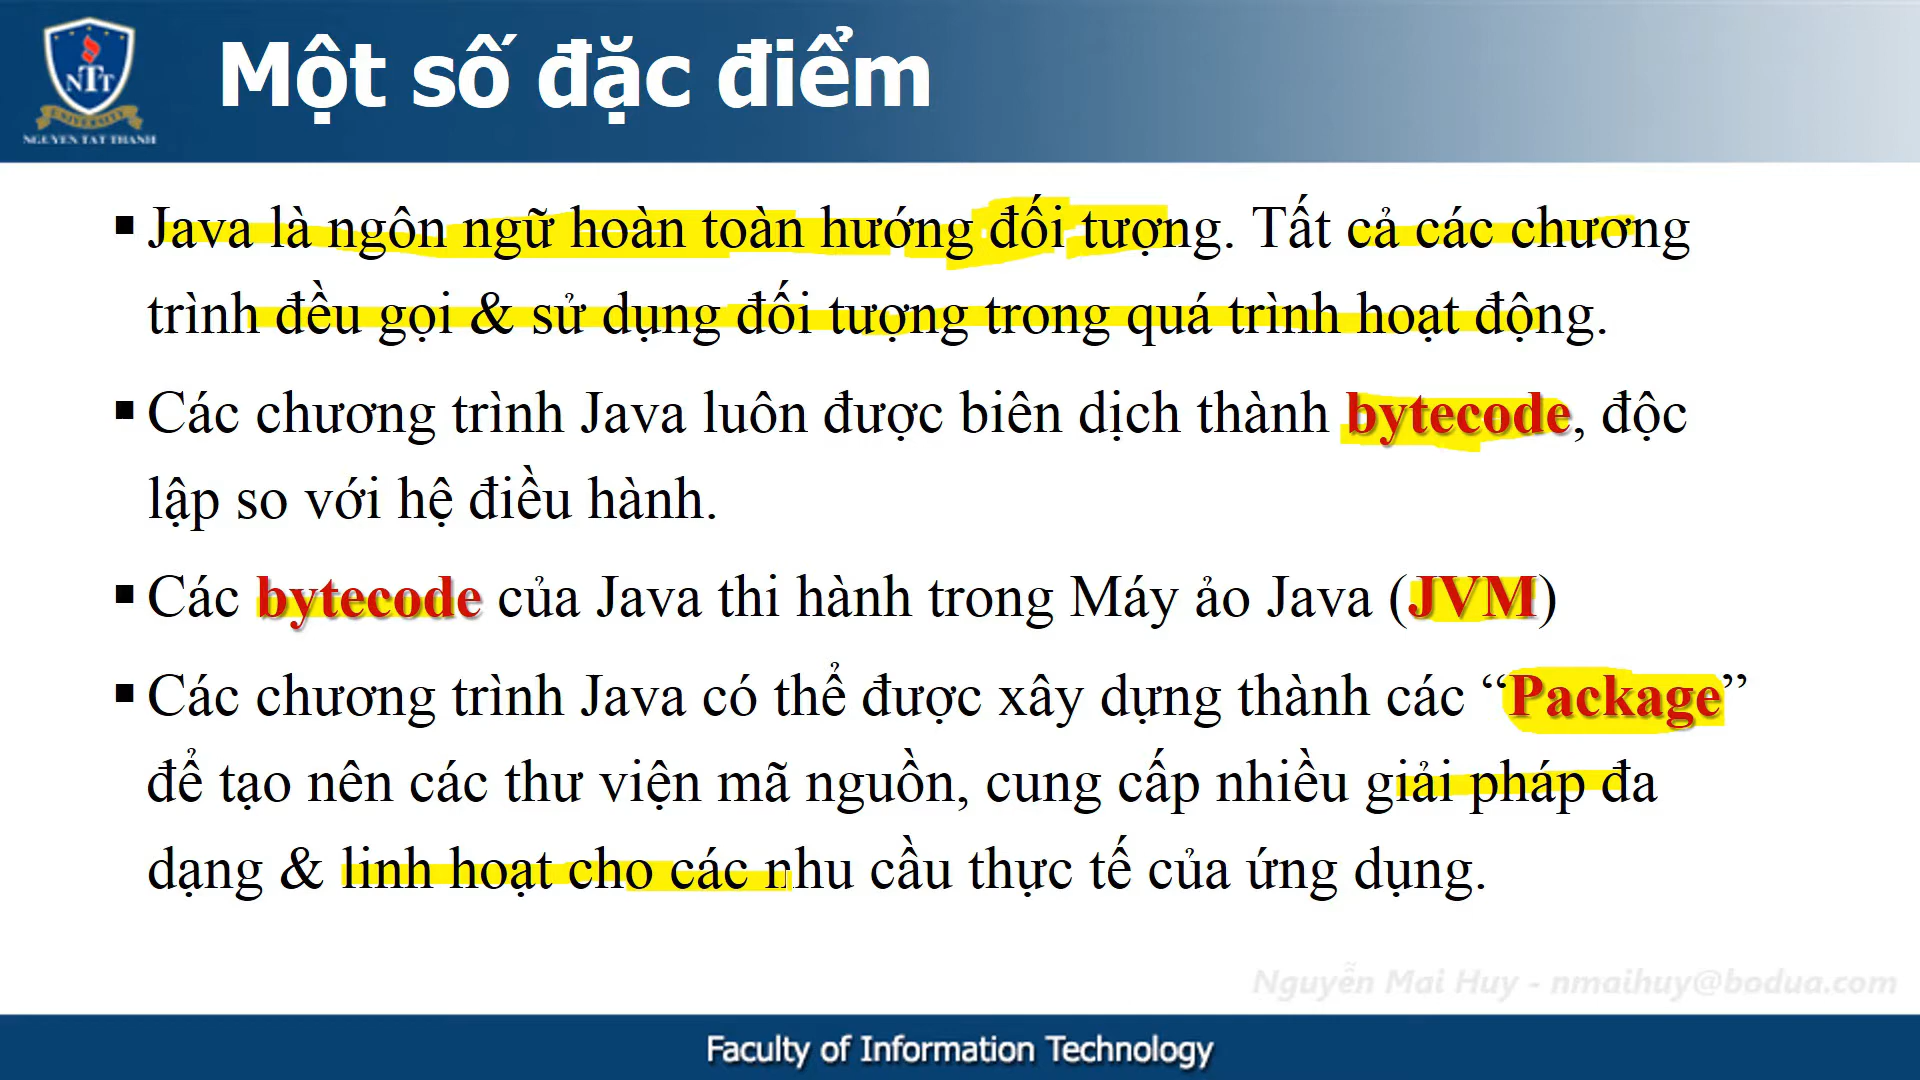 Một số đặc điểm
NTT
UNIVERSITY
NGUYEN TAT THANH
▪ Java là ngôn ngữ hoàn toàn hướng đối tượng. Tất cả các chương
trình đều gọi & sử dụng đối tượng trong quá trình hoạt động.
▪ Các chương trình Java luôn được biên dịch thành bytecode, độc
lập so với hệ điều hành.
▪ Các bytecode của Java thi hành trong Máy ảo Java (JVM)
▪ Các chương trình Java có thể được xây dựng thành các “Package”
để tạo nên các thư viện mã nguồn, cung cấp nhiều giải pháp đa
dạng & linh hoạt cho các nhu cầu thực tế của ứng dụng.
Nguyễn Mai Huy - nmaihuy@bodua.com
Faculty of Information Technology